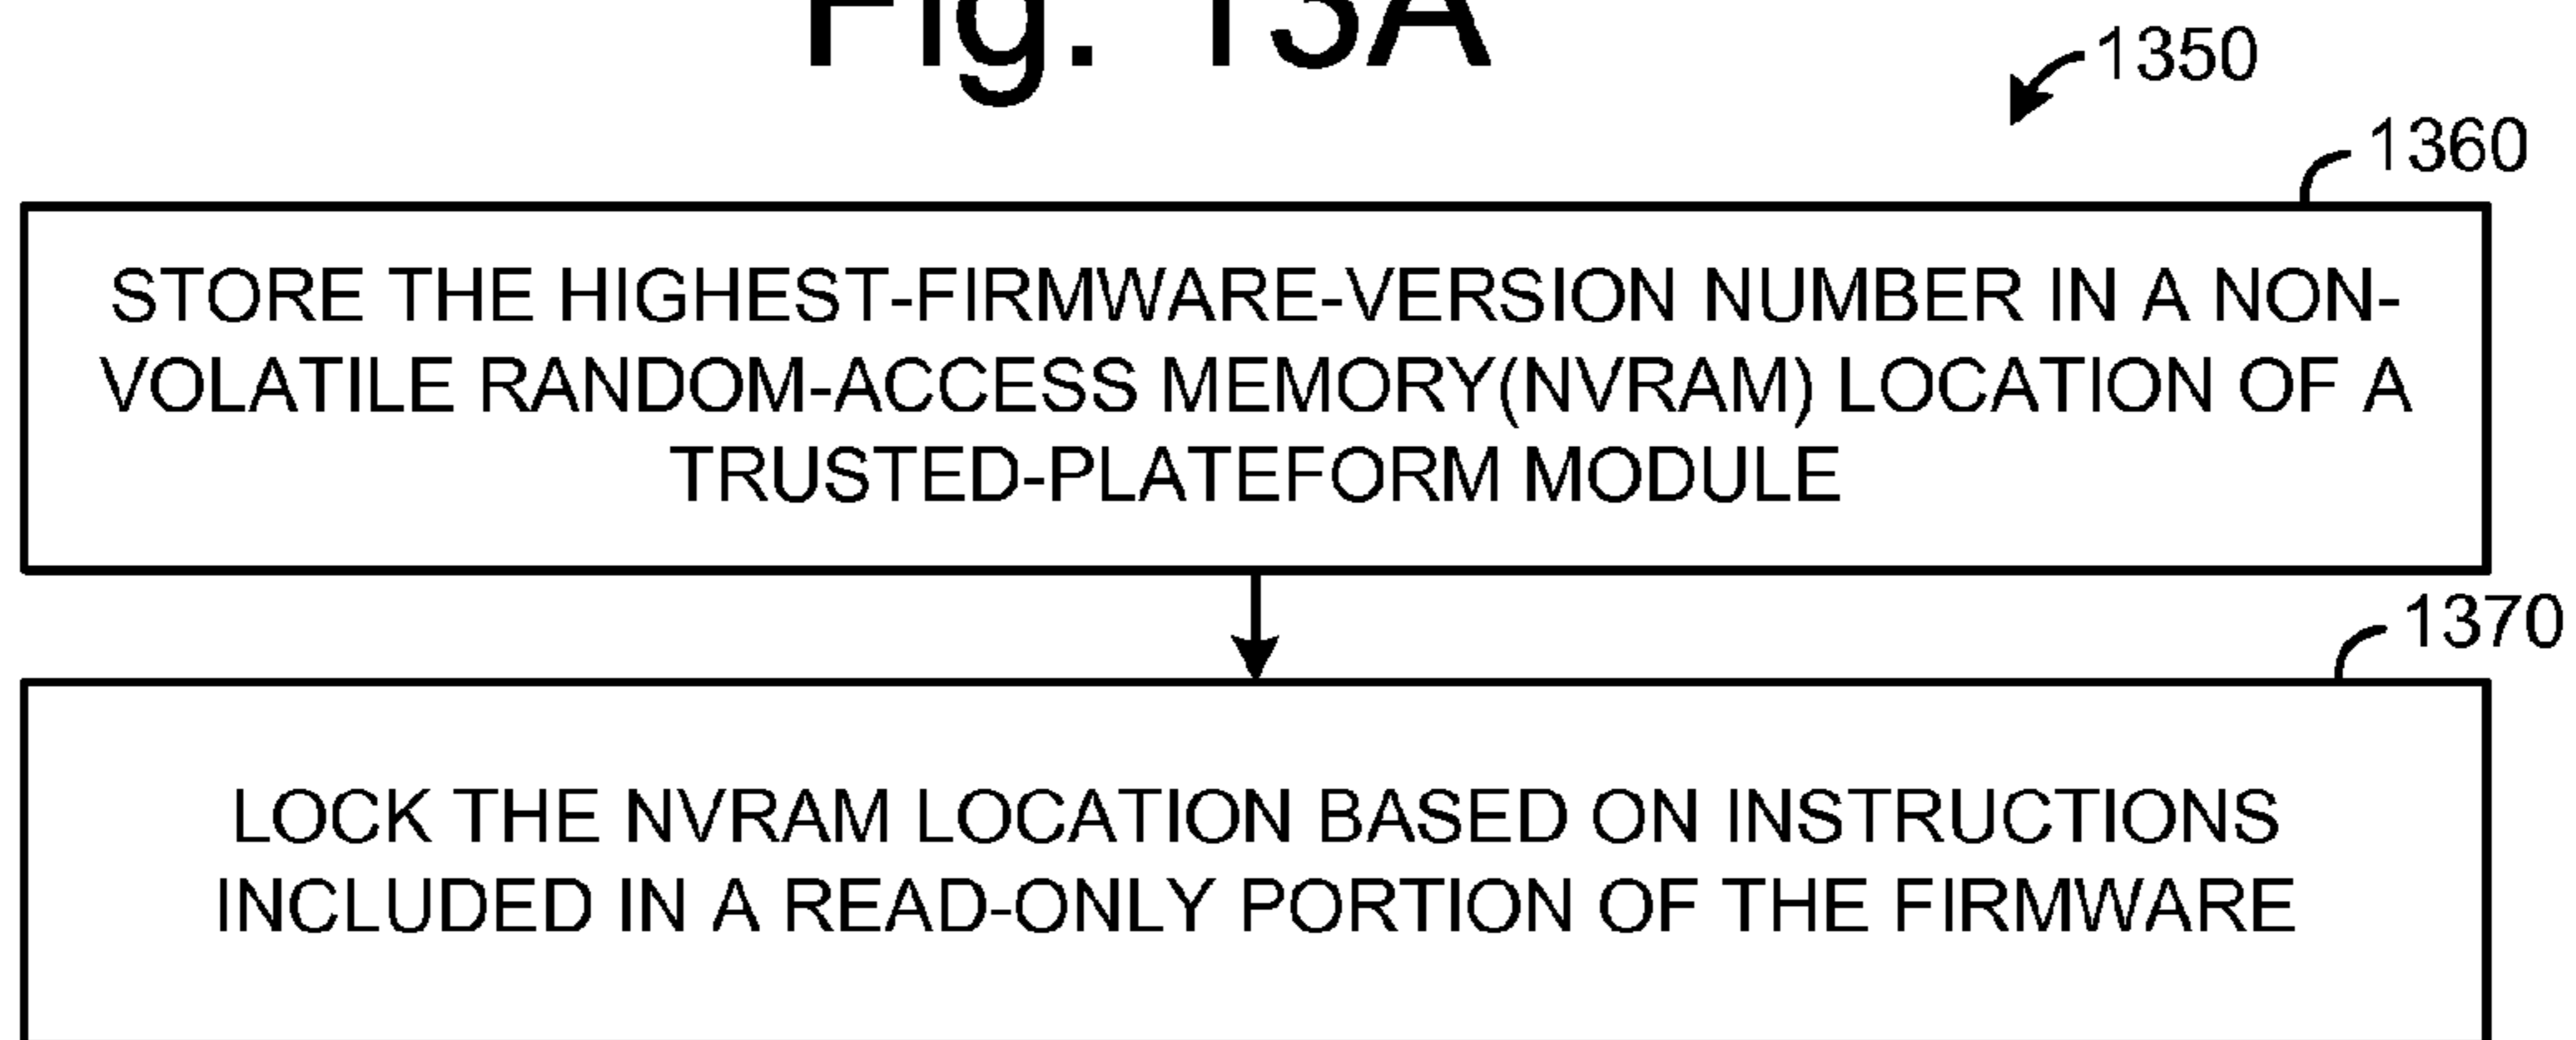 Fig. 13A
1350
1360
STORE THE HIGHEST-FIRMWARE-VERSION NUMBER IN A NON-
VOLATILE RANDOM-ACCESS MEMORY(NVRAM) LOCATION OF A
TRUSTED-PLATEFORM MODULE
1370
LOCK THE NVRAM LOCATION BASED ON INSTRUCTIONS
INCLUDED IN A READ-ONLY PORTION OF THE FIRMWARE